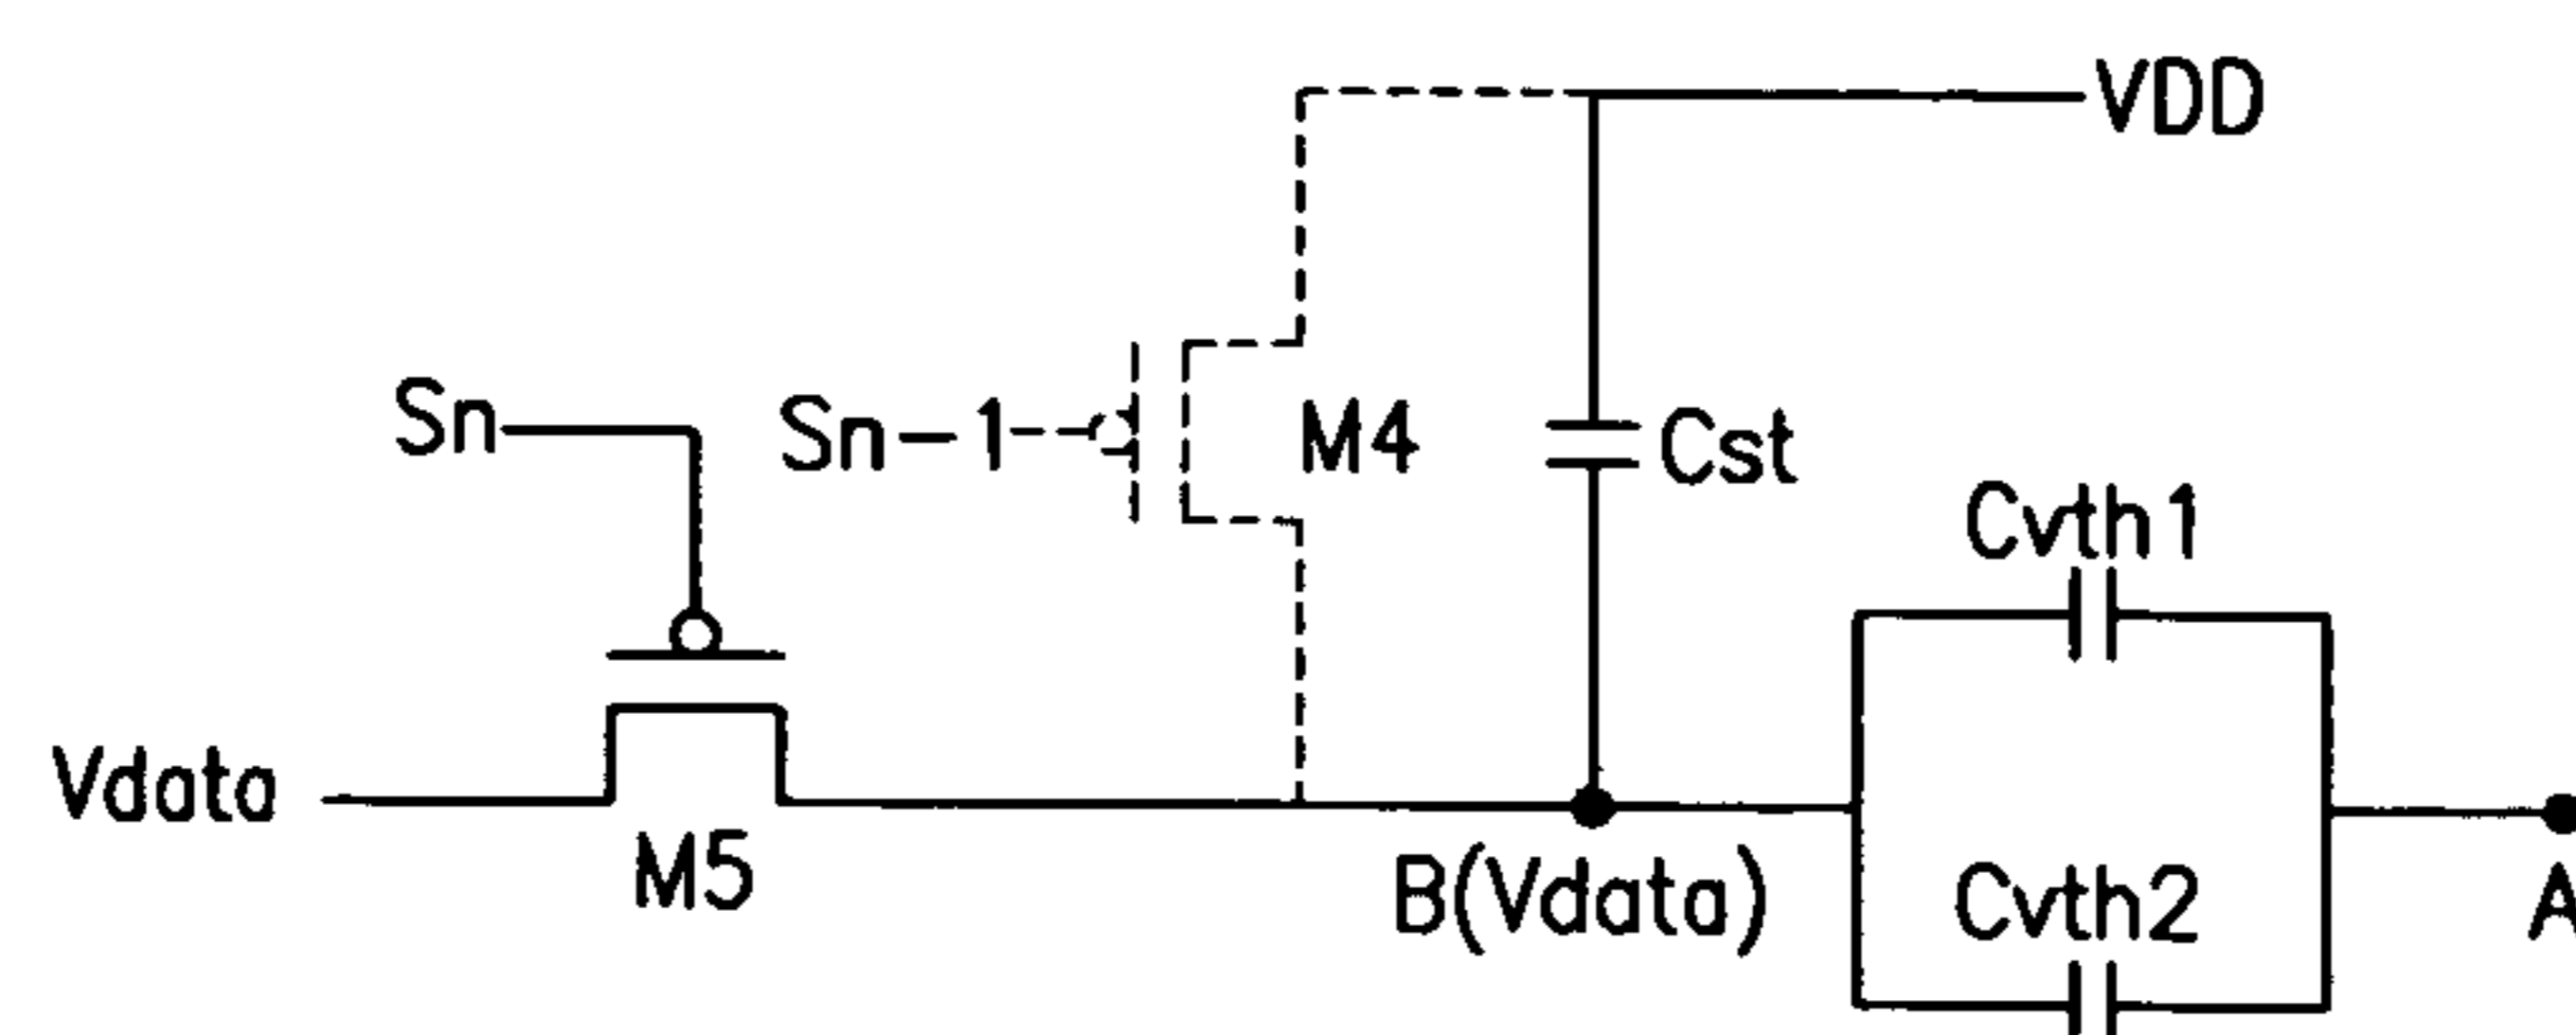 VDD
Sn
Sn-1
M4
Cst
Cvth1
Vdata
M5
B(Vdata)
Cvth2
A